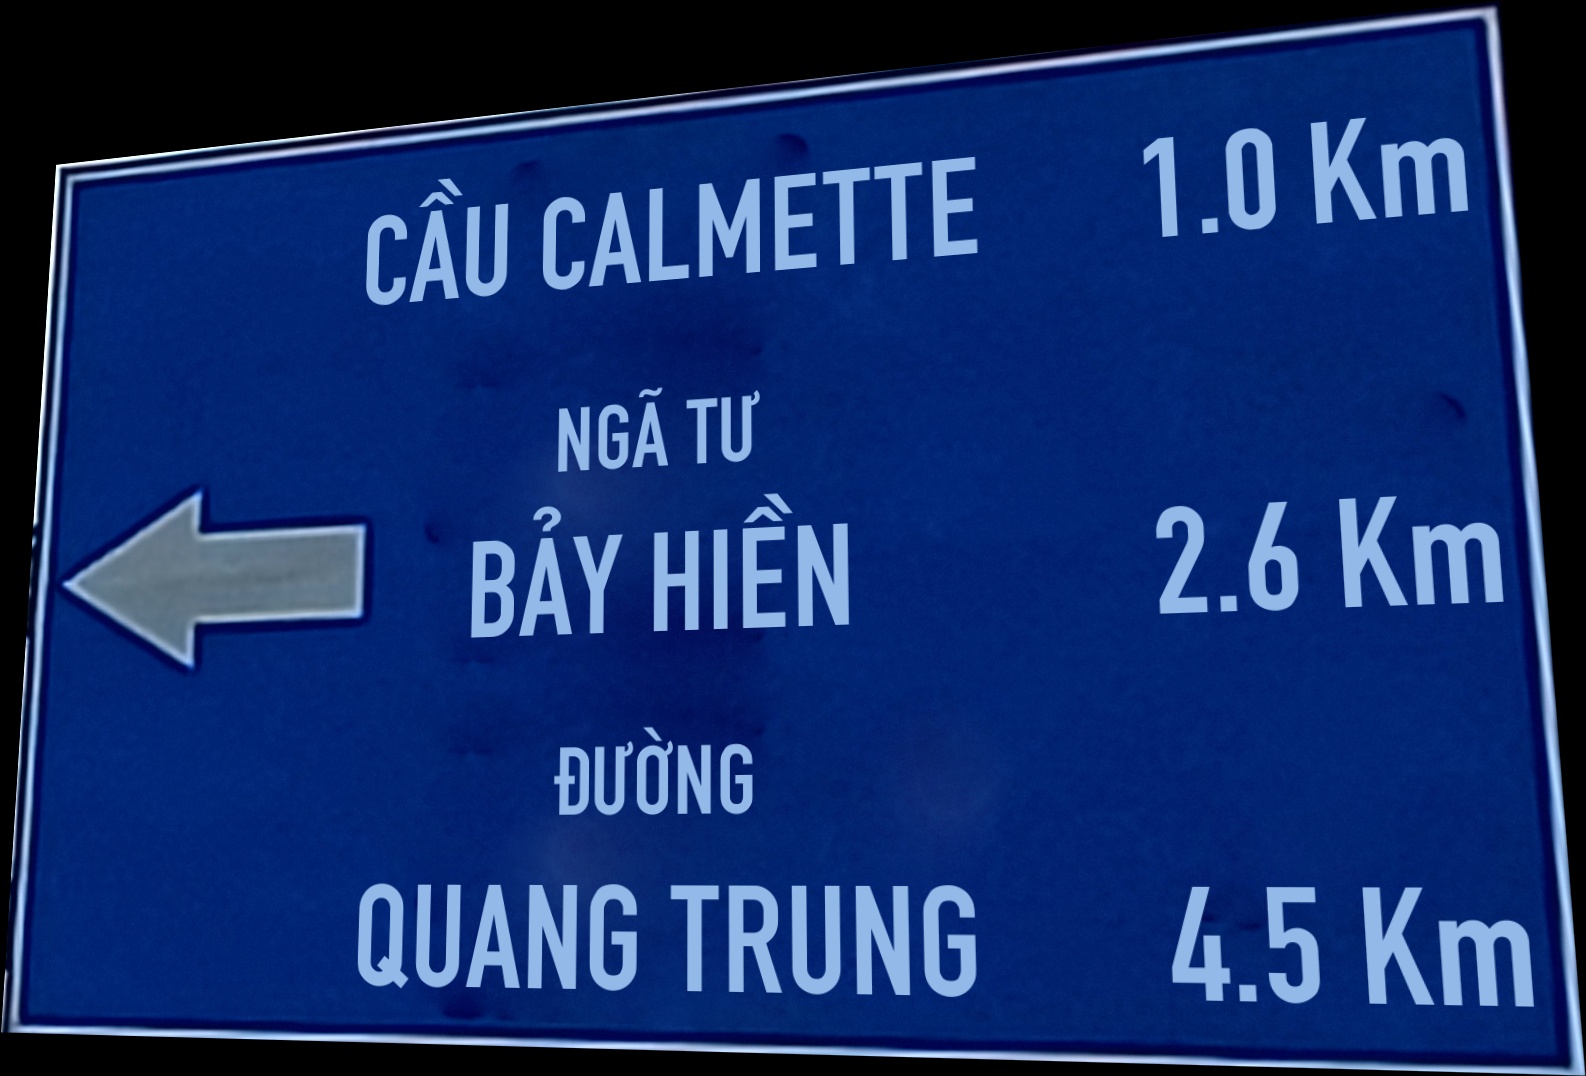 CẦU CALMETTE 1.0 Km
NGÃ TƯ
BẢY HIỀN 2.6 Km
ĐƯỜNG
QUANG TRUNG 4.5 Km